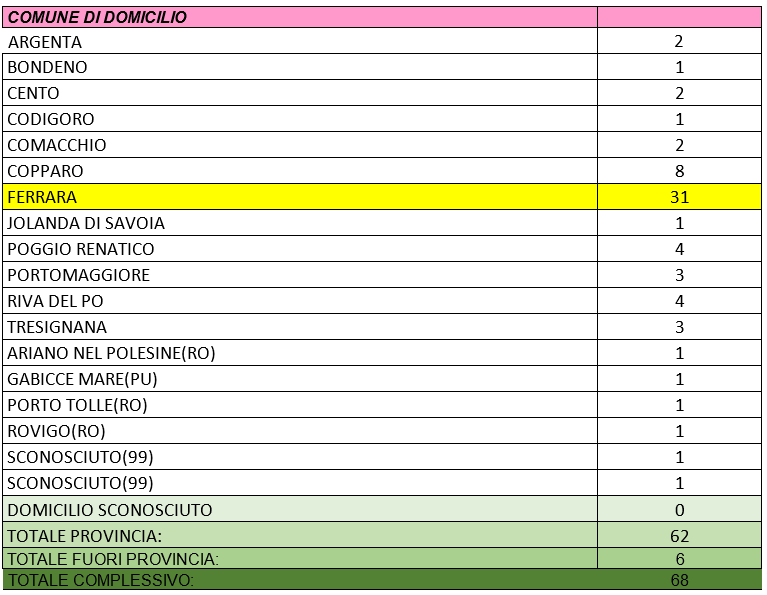 COMUNE DI DOMICILIO
ARGENTA 2
BONDENO 1
CENTO 2
CODIGORO 1
COMACCHIO 2
COPPARO 8
FERRARA 31
JOLANDA DI SAVOIA 1
POGGIO RENATICO 4
PORTOMAGGIORE 3
RIVA DEL PO 4
TRESIGNANA 3
ARIANO NEL POLESINE(RO) 1
GABICCE MARE(PU) 1
PORTO TOLLE(RO) 1
ROVIGO(RO) 1
SCONOSCIUTO(99) 1
SCONOSCIUTO(99) 1
DOMICILIO SCONOSCIUTO 0
TOTALE PROVINCIA: 62
TOTALE FUORI PROVINCIA: 6
TOTALE COMPLESSIVO: 68